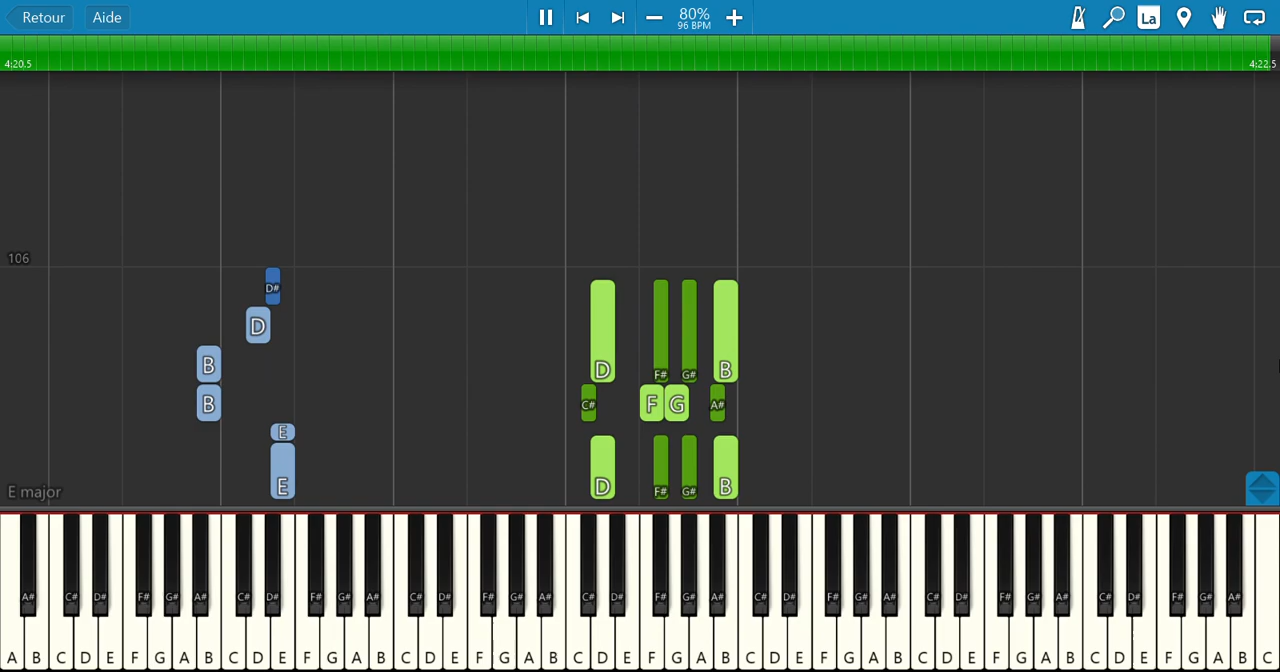 Retour Aide 80% La
96 BPM
4:20.5 4:22.5
106
D#
D
B D F# G# B
B C# F G A#
E
E major E D F# G# B
A# C# D# F# G# A# C# D# F# G# A# C# D# F# G# A# C# D# F# G# A# C# D# F# G# A# C# D# F# G# A# C# D# F# G# A#
A B C D E F G A B C D E F G A B C D E F G A B C D E F G A B C D E F G A B C D E F G A B C D E F G A B C